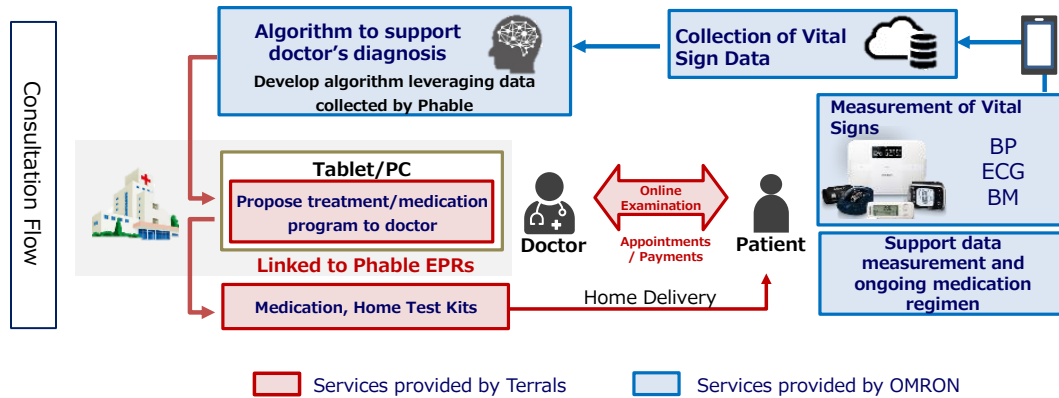 Consultation Flow
Algorithm to support
doctor's diagnosis
Develop algorithm leveraging data
collected by Phable
Collection of Vital
Sign Data
Measurement of Vital
Signs
BP
ECG
BM
Tablet/PC
Propose treatment/medication
program to doctor
Linked to Phable EPRs
Doctor
Online
Examination
Appointments
/ Payments
Patient
Support data
measurement and
ongoing medication
regimen
Medication, Home Test Kits
Home Delivery
Services provided by Terrals
Services provided by OMRON